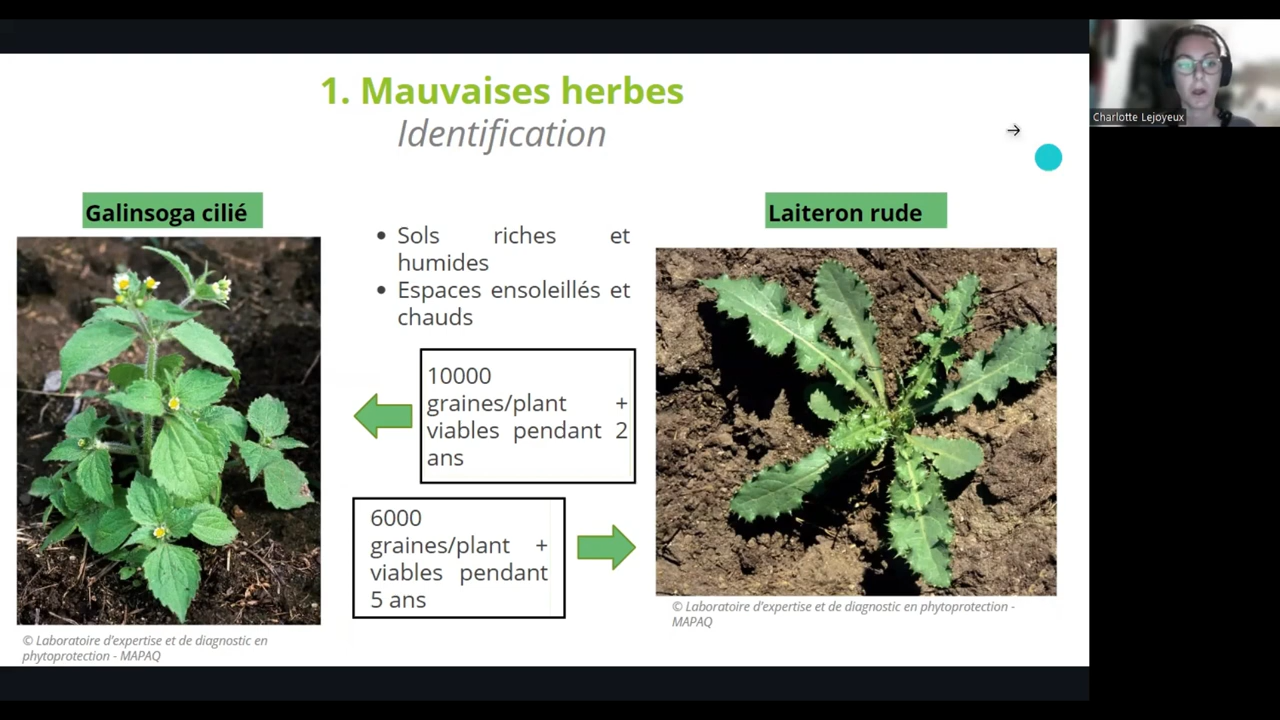 1. Mauvaises herbes
Identification
Charlotte Lejoyeux
Galinsoga cilié
Laiteron rude
• Sols riches et
humides
• Espaces ensoleillés et
chauds
10000
graines/plant +
viables pendant 2
ans
6000
graines/plant +
viables pendant
5 ans
© Laboratoire d'expertise et de diagnostic en
phytoprotection - MAPAQ
© Laboratoire d'expertise et de diagnostic en phytoprotection -
MAPAQ